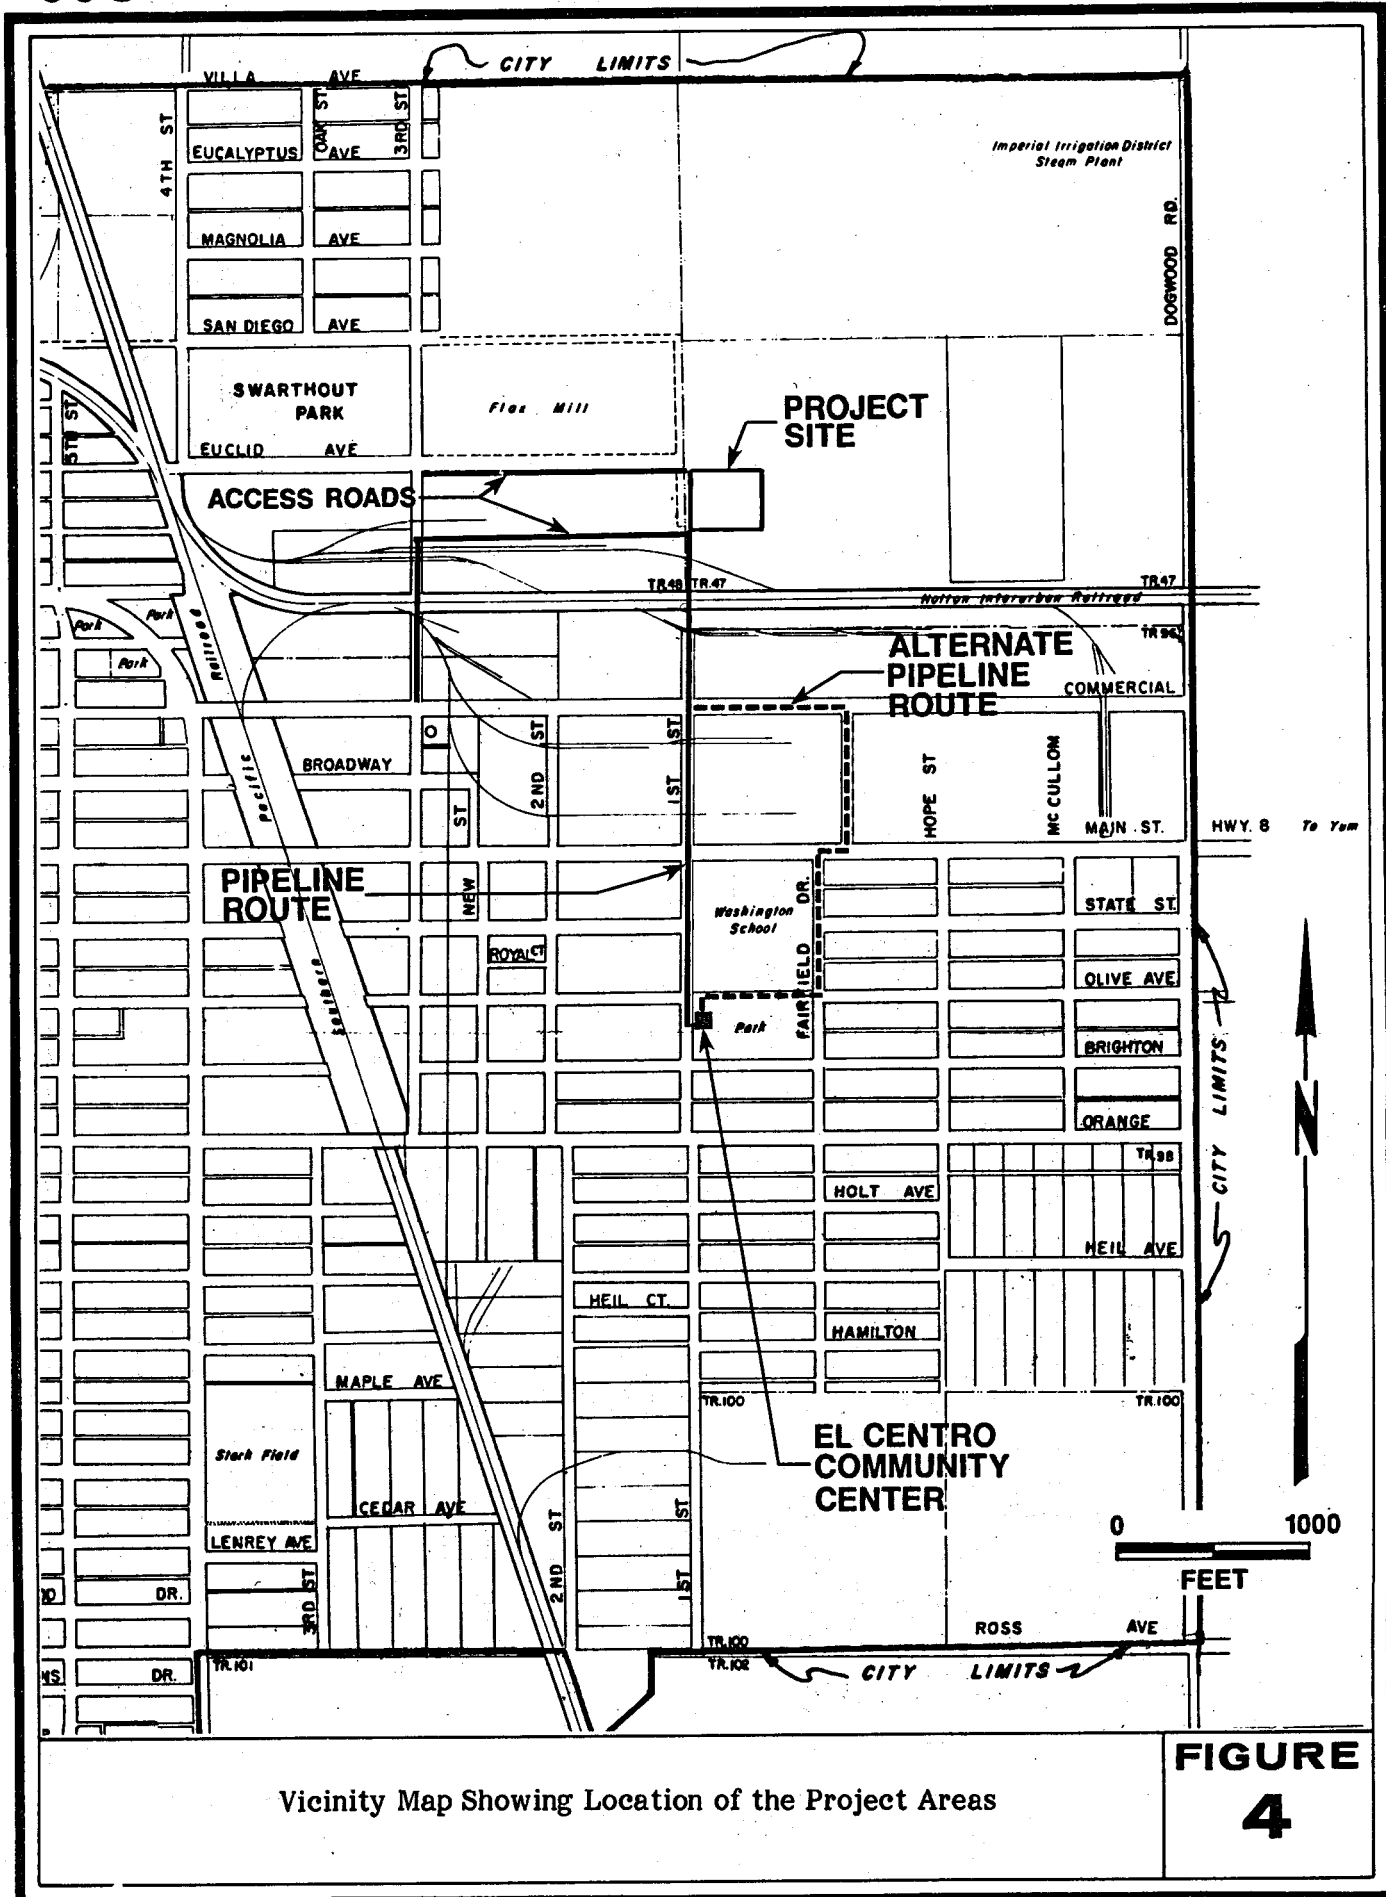 CITY LIMITS
VILLA AVE
4TH ST
OAK ST
3RD ST
EUCALYPTUS AVE
Imperial Irrigation District
Steam Plant
MAGNOLIA AVE
DOGWOOD RD.
SAN DIEGO AVE
SWARTHOUT
PARK
Flax Mill
PROJECT
SITE
5TH ST
EUCLID AVE
ACCESS ROADS
TR.48 TR.47
TR.47
Holton Interurban Railroad
Park
Park
Park
Railroad
TR 96
ALTERNATE
PIPELINE
ROUTE
COMMERCIAL
BROADWAY
Pacific
2ND ST
1ST ST
HOPE ST
MC CULLOM
NEW ST
MAIN ST.
HWY. 8 To Yum
PIPELINE
ROUTE
Washington
School
FAIRFIELD DR.
STATE ST.
ROYAL CT
OLIVE AVE
Southern
Park
BRIGHTON
CITY LIMITS
N
ORANGE
TR.98
HOLT AVE
HEIL AVE
HEIL CT.
HAMILTON
MAPLE AVE
TR.100
TR.100
Stark Field
EL CENTRO
COMMUNITY
CENTER
CEDAR AVE
LENREY AVE
2ND ST
1ST ST
0 1000
FEET
DR.
3RD ST
ROSS AVE
TR.100
TR.101
TR.102
DR.
CITY LIMITS
Vicinity Map Showing Location of the Project Areas
FIGURE
4